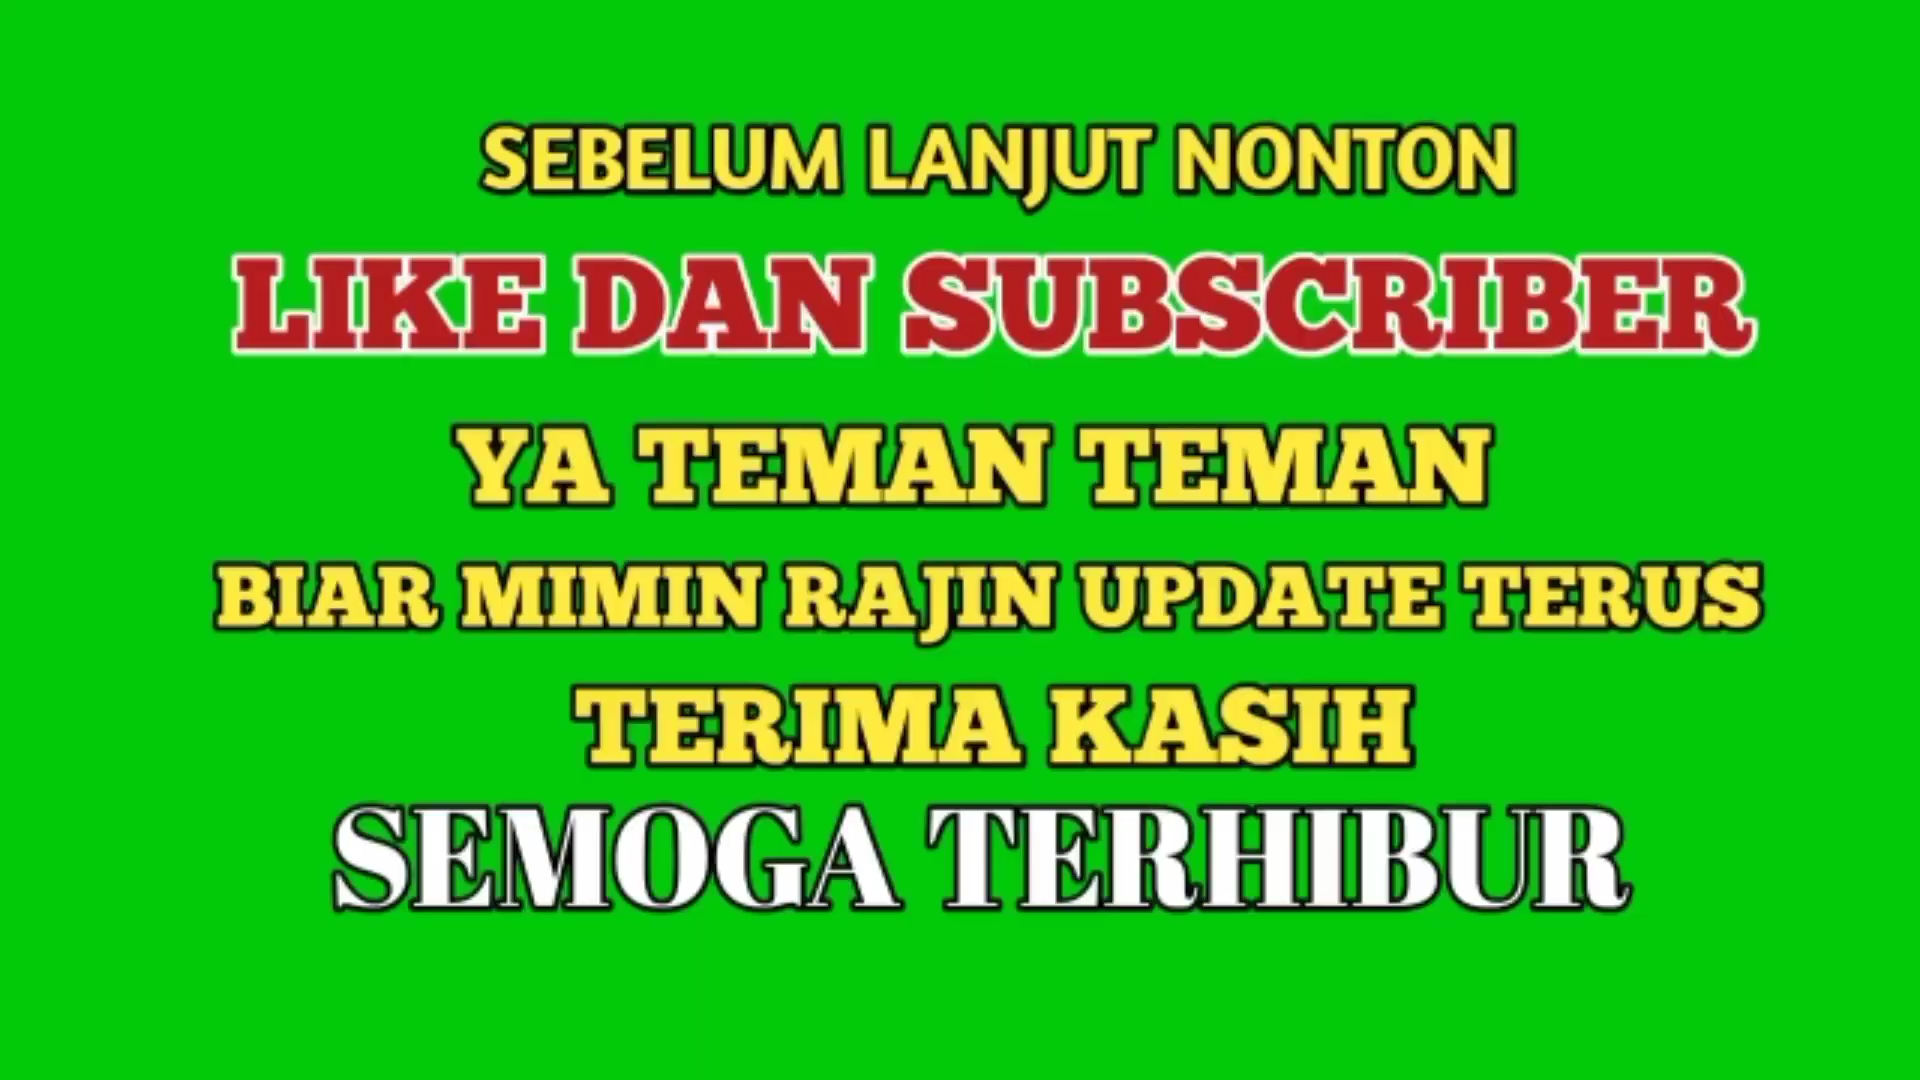 SEBELUM LANJUT NONTON
LIKE DAN SUBSCRIBER
YA TEMAN TEMAN
BIAR MIMIN RAJIN UPDATE TERUS
TERIMA KASIH
SEMOGA TERHIBUR